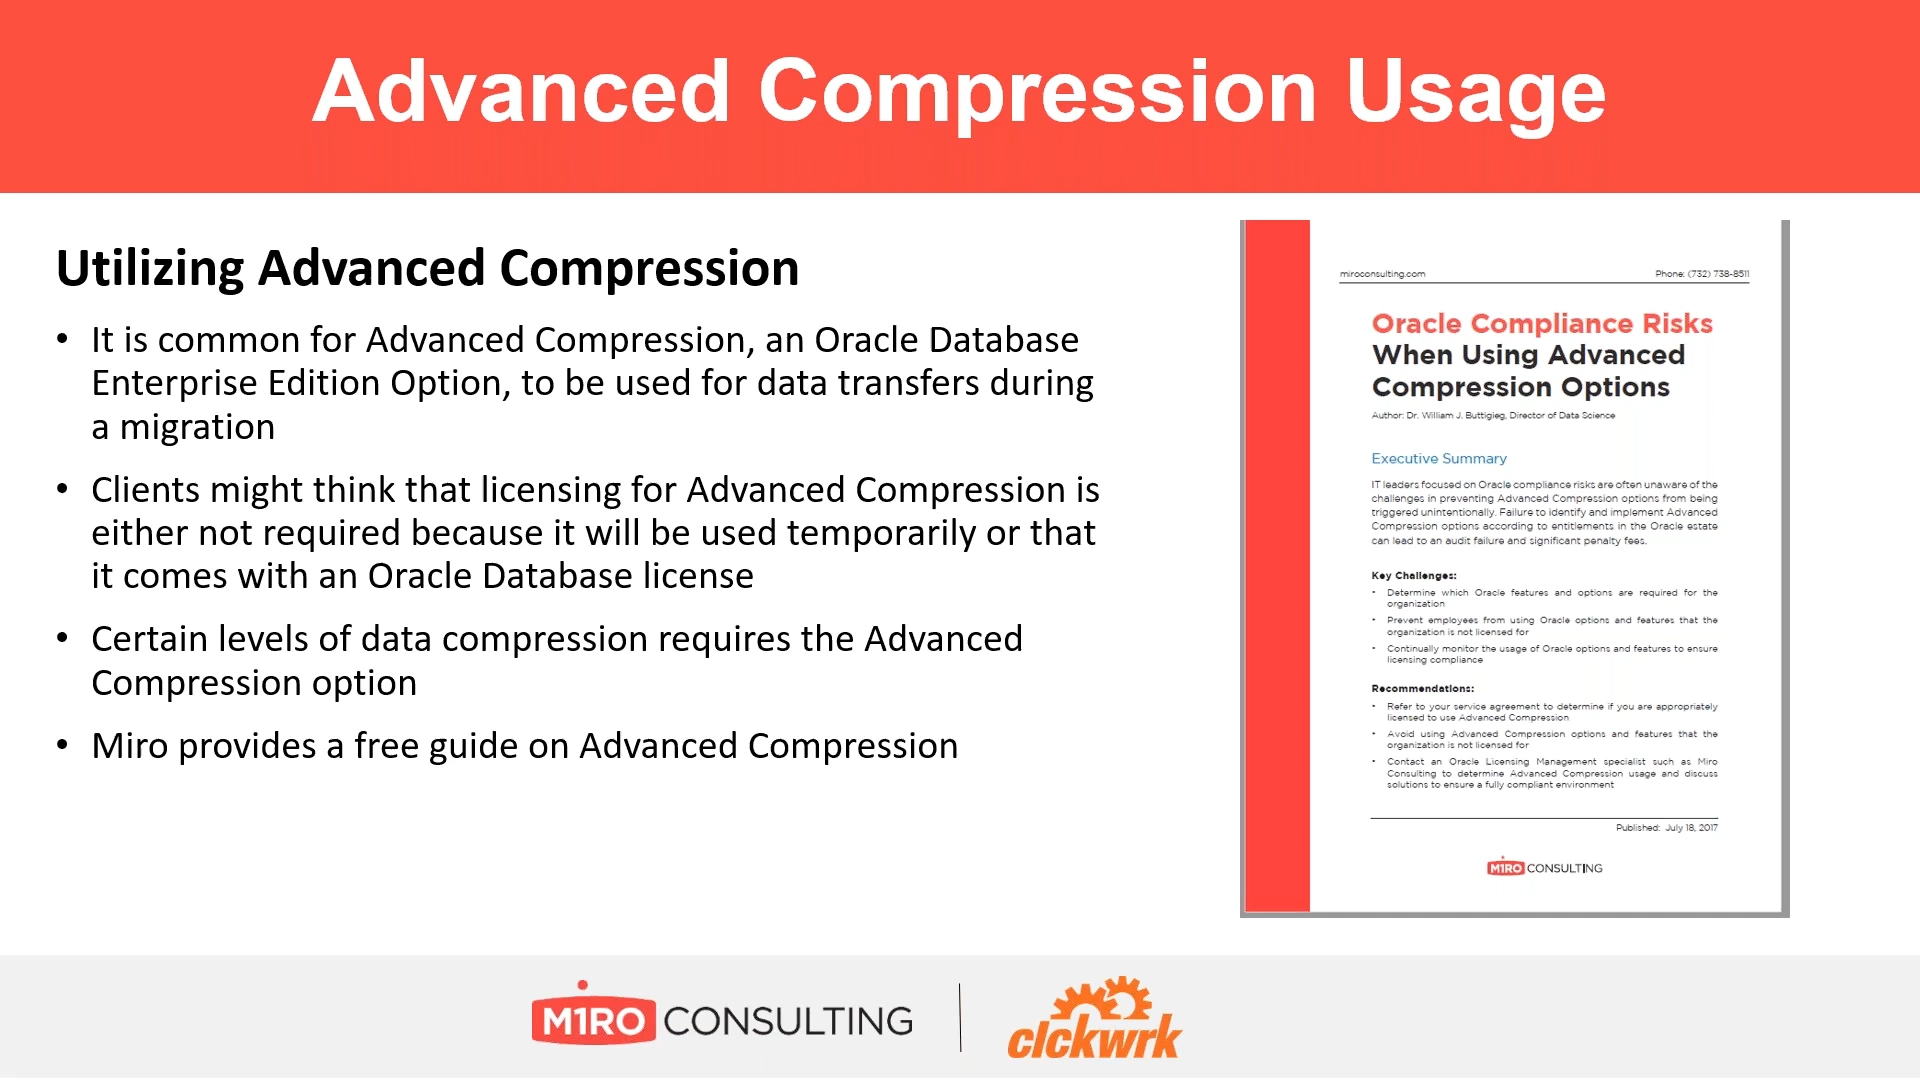 Advanced Compression Usage
Utilizing Advanced Compression
• It is common for Advanced Compression, an Oracle Database
Enterprise Edition Option, to be used for data transfers during
a migration
• Clients might think that licensing for Advanced Compression is
either not required because it will be used temporarily or that
it comes with an Oracle Database license
• Certain levels of data compression requires the Advanced
Compression option
• Miro provides a free guide on Advanced Compression
miroconsulting.com
Phone: (732) 738-8511
Oracle Compliance Risks
When Using Advanced
Compression Options
Author: Dr. William J. Buttigieg, Director of Data Science
Executive Summary
IT leaders focused on Oracle compliance risks are often unaware of the
challenges in preventing Advanced Compression options from being
triggered unintentionally. Failure to identify and implement Advanced
Compression options according to entitlements in the Oracle estate
can lead to an audit failure and significant penalty fees.
Key Challenges:
• Determine which Oracle features and options are required for the
organization
• Prevent employees from using Oracle options and features that the
organization is not licensed for
• Continually monitor the usage of Oracle options and features to ensure
licensing compliance
Recommendations:
• Refer to your service agreement to determine if you are appropriately
licensed to use Advanced Compression
• Avoid using Advanced Compression options and features that the
organization is not licensed for
• Contact an Oracle Licensing Management specialist such as Miro
Consulting to determine Advanced Compression usage and discuss
solutions to ensure a fully compliant environment
Published: July 18, 2017
M1RO CONSULTING
M1RO CONSULTING
clckwrk